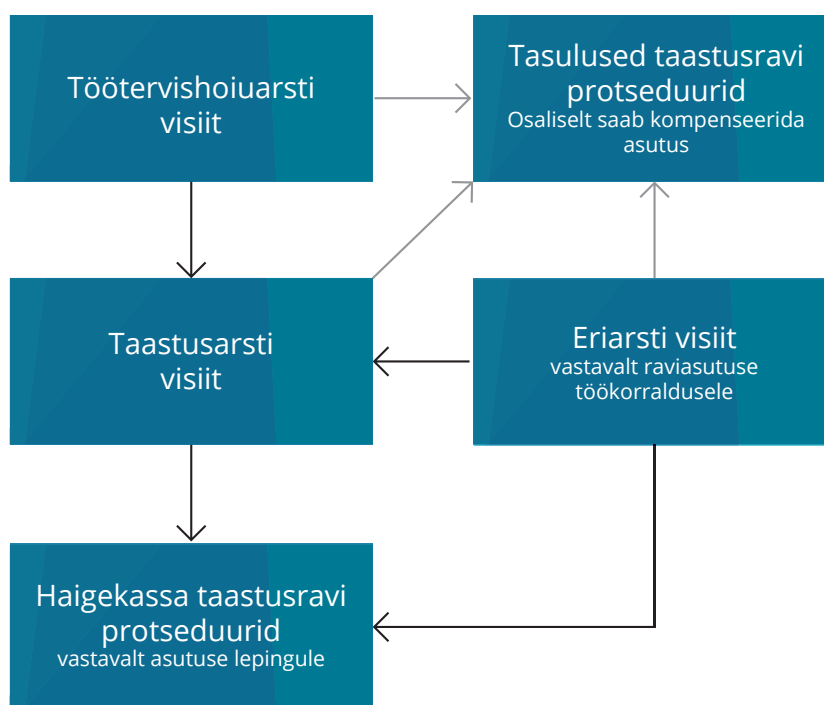 Töötervishoiuarsti
visiit
Tasulused taastusravi
protseduurid
Osaliselt saab kompenseerida
asutus
Taastusarsti
visiit
Eriarsti visiit
vastavalt raviasutuse
töökorraldusele
Haigekassa taastusravi
protseduurid
vastavalt asutuse lepingule